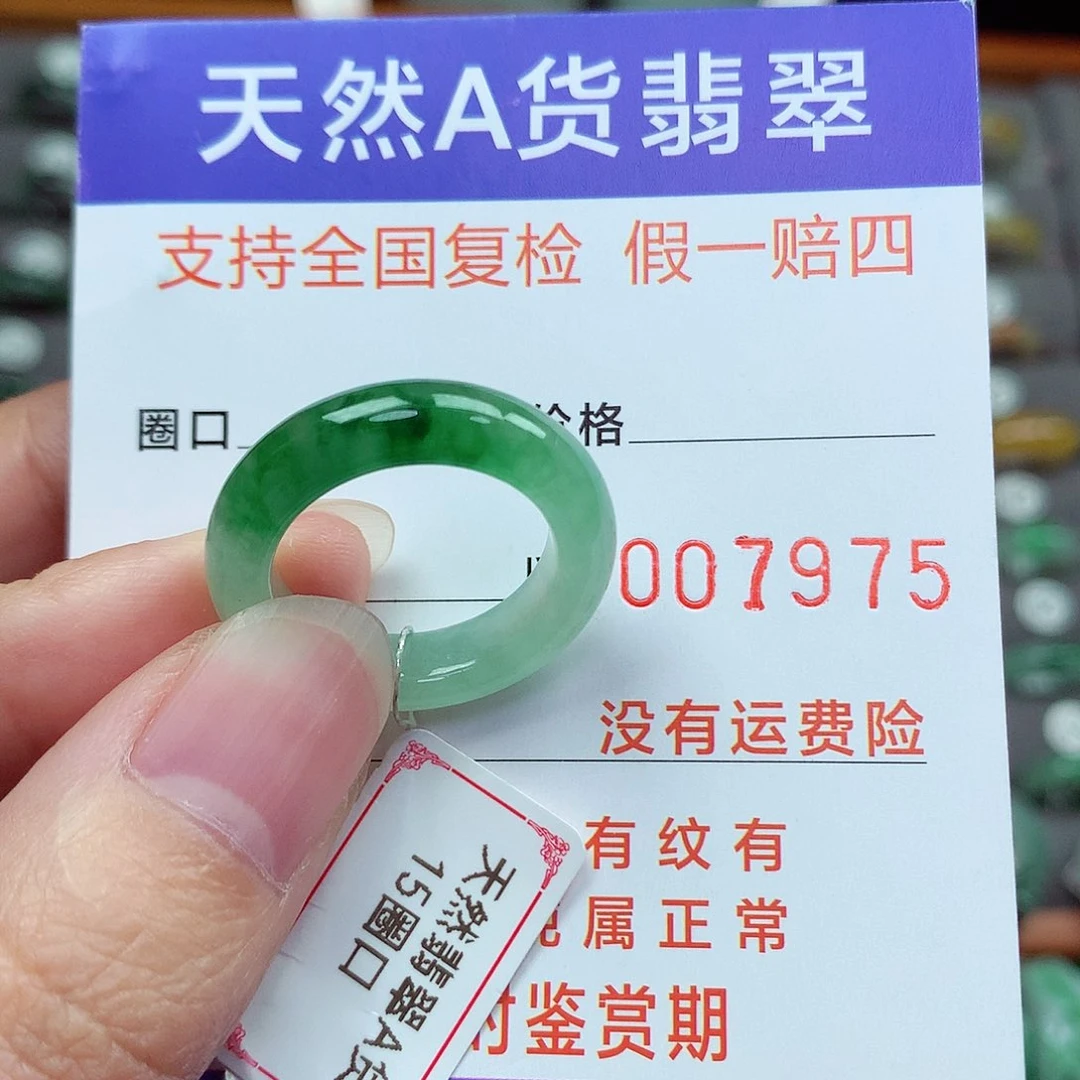 天然A货翡翠
支持全国复检 假一赔四
圈口 价格
007975
没有运费险
有纹有
属正常
时鉴赏期
天然翡翠A货
15圈口